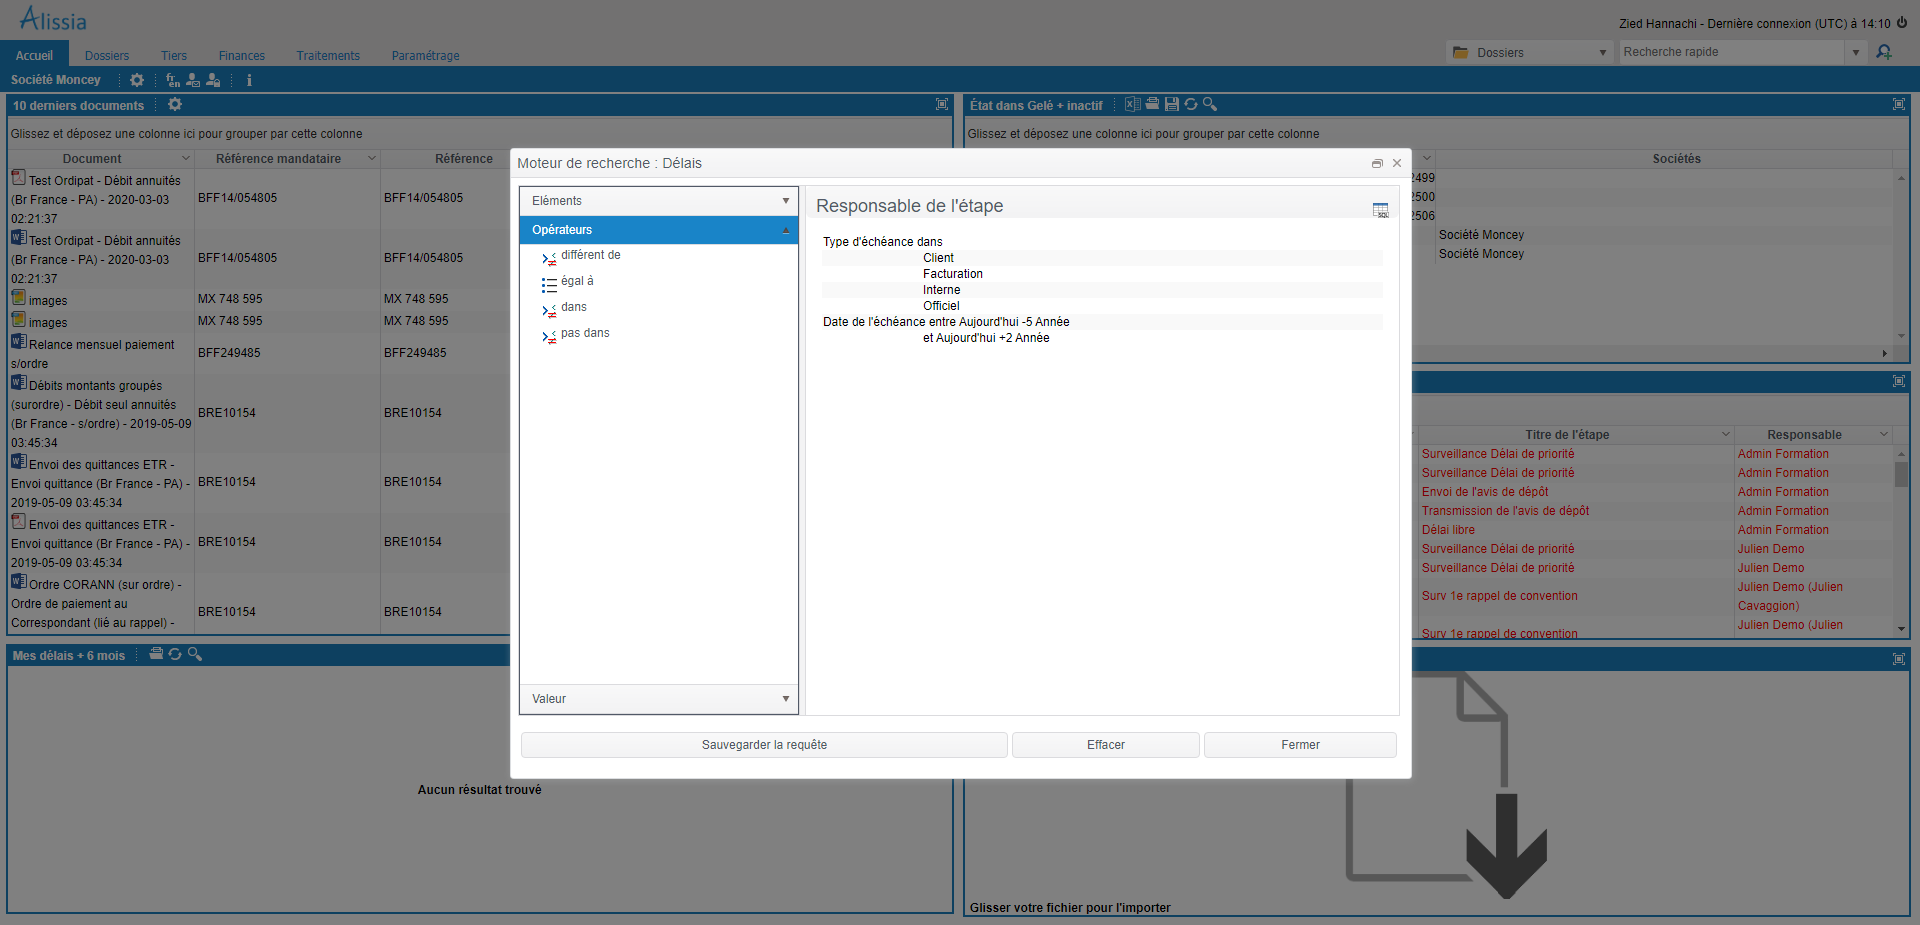 Alissia
Zied Hannachi - Dernière connexion (UTC) à 14:10
Accueil Dossiers Tiers Finances Traitements Paramétrage
Dossiers Recherche rapide
Société Moncey fr en i
10 derniers documents
Glissez et déposez une colonne ici pour grouper par cette colonne
Document Référence mandataire Référence
Test Ordipat - Débit annuités
(Br France - PA) - 2020-03-03
02:21:37
BFF14/054805 BFF14/054805
Test Ordipat - Débit annuités
(Br France - PA) - 2020-03-03
02:21:37
BFF14/054805 BFF14/054805
images MX 748 595 MX 748 595
images MX 748 595 MX 748 595
Relance mensuel paiement
s/ordre
BFF249485 BFF249485
Débits montants groupés
(surordre) - Débit seul annuités
(Br France - s/ordre) - 2019-05-09
03:45:34
BRE10154 BRE10154
Envoi des quittances ETR -
Envoi quittance (Br France - PA) -
2019-05-09 03:45:34
BRE10154 BRE10154
Envoi des quittances ETR -
Envoi quittance (Br France - PA) -
2019-05-09 03:45:34
BRE10154 BRE10154
Ordre CORANN (sur ordre) -
Ordre de paiement au
Correspondant (lié au rappel) -
BRE10154 BRE10154
Mes délais + 6 mois
Aucun résultat trouvé
Moteur de recherche : Délais
Eléments
Opérateurs
différent de
égal à
dans
pas dans
Valeur
Responsable de l'étape
SQL
Type d'échéance dans
Client
Facturation
Interne
Officiel
Date de l'échéance entre Aujourd'hui -5 Année
et Aujourd'hui +2 Année
Sauvegarder la requête Effacer Fermer
État dans Gelé + inactif
Glissez et déposez une colonne ici pour grouper par cette colonne
Sociétés
2499
2500
2506
Société Moncey
Société Moncey
Titre de l'étape Responsable
Surveillance Délai de priorité Admin Formation
Surveillance Délai de priorité Admin Formation
Envoi de l'avis de dépôt Admin Formation
Transmission de l'avis de dépôt Admin Formation
Délai libre Admin Formation
Surveillance Délai de priorité Julien Demo
Surveillance Délai de priorité Julien Demo
Surv 1e rappel de convention Julien Demo (Julien
Cavaggion)
Surv 1e rappel de convention Julien Demo (Julien
Glisser votre fichier pour l'importer